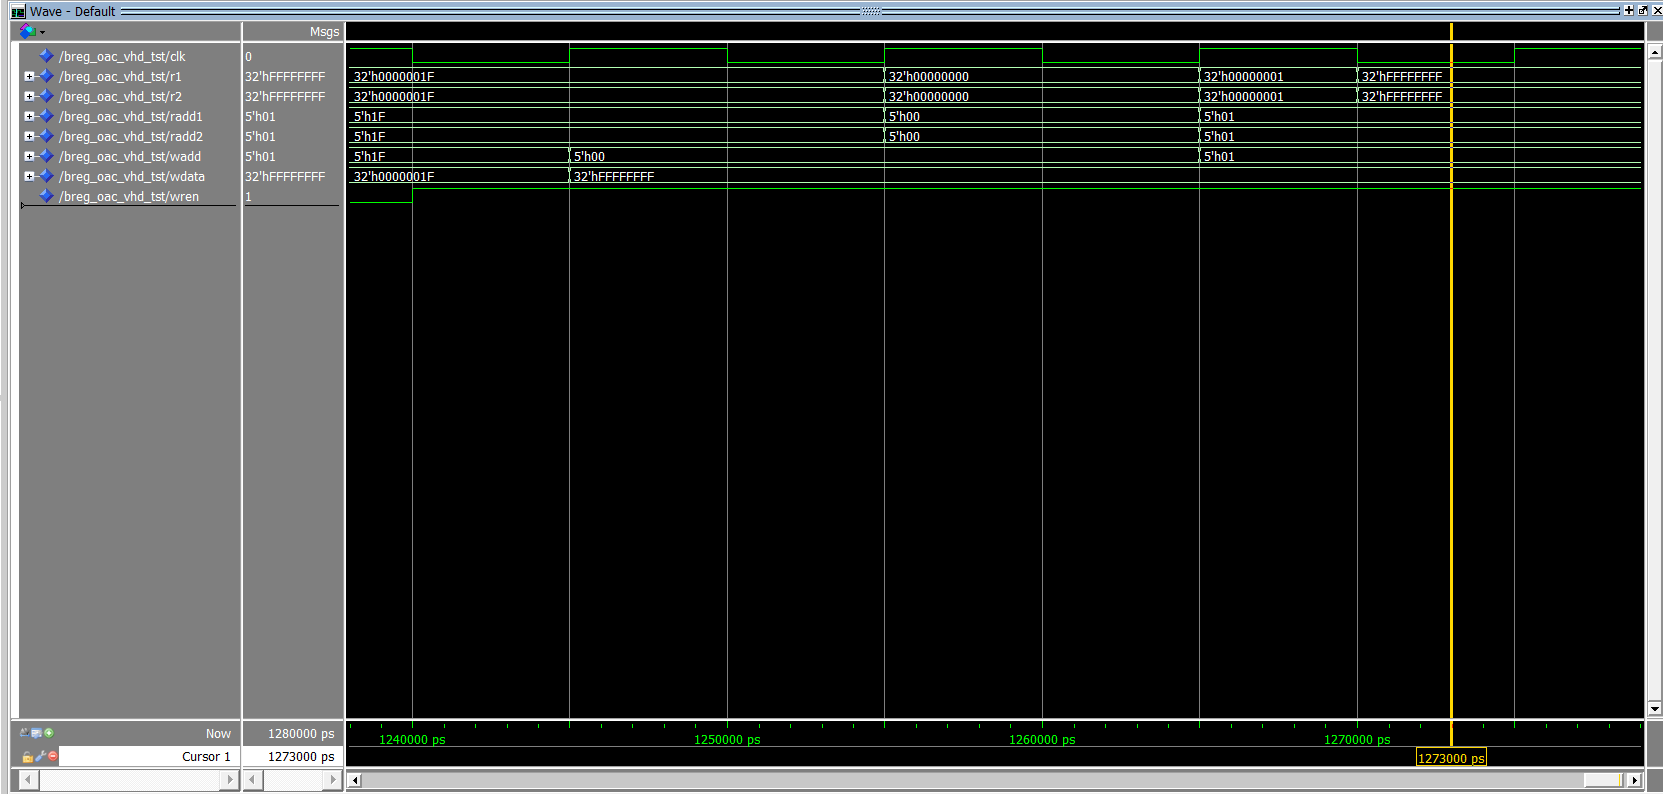 Wave - Default
Msgs
/breg_oac_vhd_tst/clk 0
/breg_oac_vhd_tst/r1 32'hFFFFFFFF 32'h0000001F 32'h00000000 32'h00000001 32'hFFFFFFFF
/breg_oac_vhd_tst/r2 32'hFFFFFFFF 32'h0000001F 32'h00000000 32'h00000001 32'hFFFFFFFF
/breg_oac_vhd_tst/radd1 5'h01 5'h1F 5'h00 5'h01
/breg_oac_vhd_tst/radd2 5'h01 5'h1F 5'h00 5'h01
/breg_oac_vhd_tst/wadd 5'h01 5'h1F 5'h00 5'h01
/breg_oac_vhd_tst/wdata 32'hFFFFFFFF 32'h0000001F 32'hFFFFFFFF
/breg_oac_vhd_tst/wren 1
Now 1280000 ps 1240000 ps 1250000 ps 1260000 ps 1270000 ps
Cursor 1 1273000 ps 1273000 ps